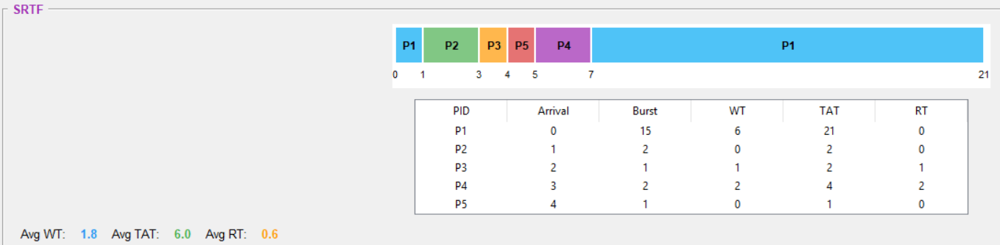 SRTF
P1 P2 P3 P5 P4 P1
0 1 3 4 5 7 21
PID Arrival Burst WT TAT RT
P1 0 15 6 21 0
P2 1 2 0 2 0
P3 2 1 1 2 1
P4 3 2 2 4 2
P5 4 1 0 1 0
Avg WT: 1.8 Avg TAT: 6.0 Avg RT: 0.6